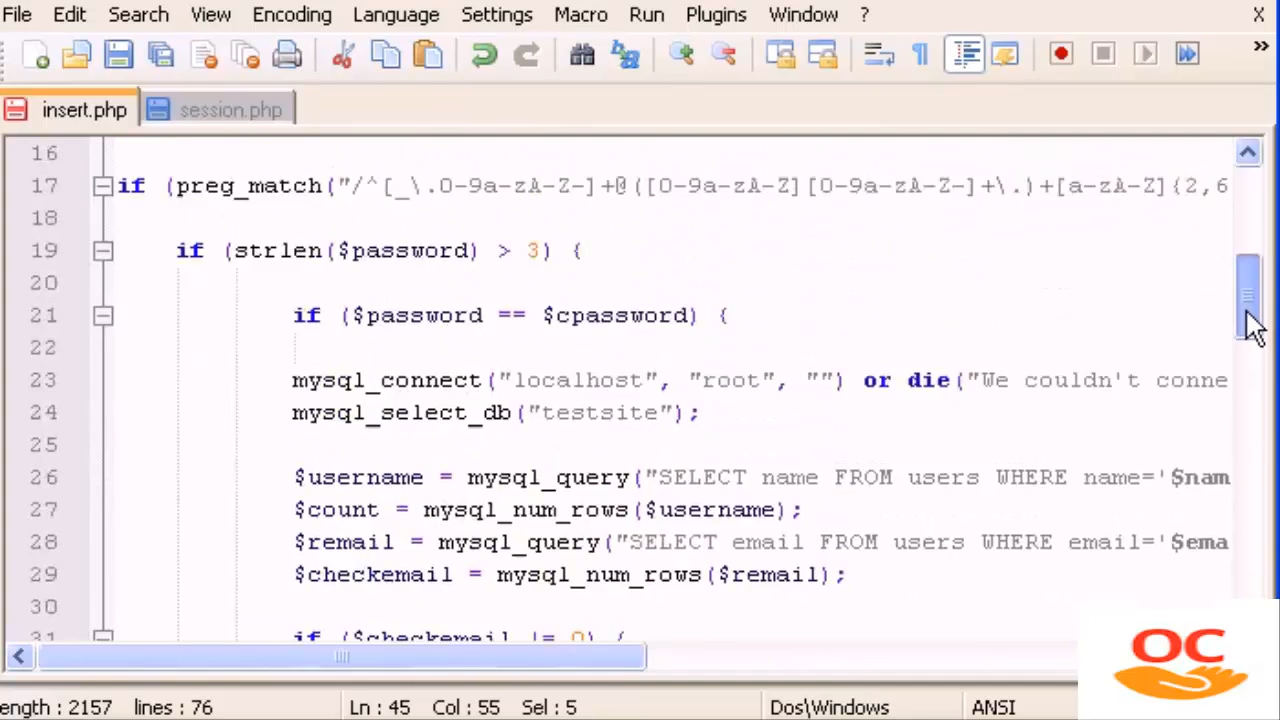 File Edit Search View Encoding Language Settings Macro Run Plugins Window ? X
insert.php session.php
16
17 if (preg_match("/^[_\.0-9a-zA-Z-]+@([0-9a-zA-Z][0-9a-zA-Z-]+\.)+[a-zA-Z]{2,6
18
19 if (strlen($password) > 3) {
20
21 if ($password == $cpassword) {
22
23 mysql_connect("localhost", "root", "") or die("We couldn't conne
24 mysql_select_db("testsite");
25
26 $username = mysql_query("SELECT name FROM users WHERE name='$nam
27 $count = mysql_num_rows($username);
28 $remail = mysql_query("SELECT email FROM users WHERE email='$ema
29 $checkemail = mysql_num_rows($remail);
30
31 if ($checkemail != 0) {
OC
ength : 2157 lines : 76 Ln : 45 Col : 55 Sel : 5 Dos\Windows ANSI